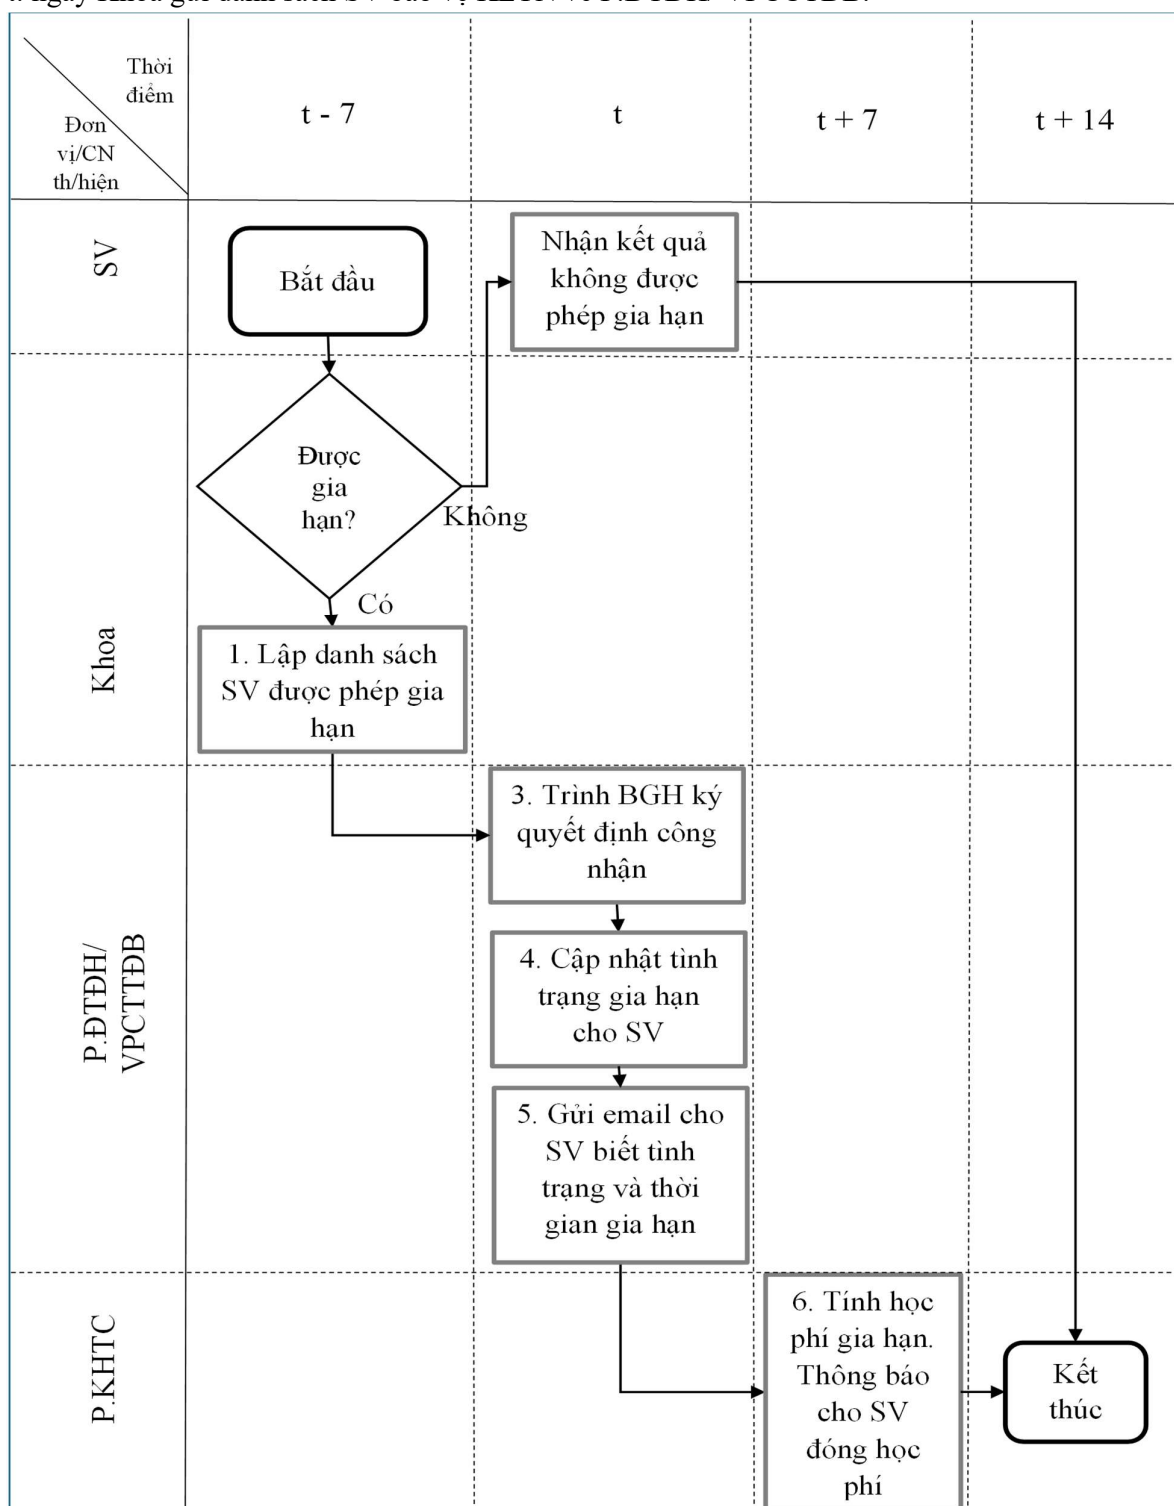 Thời
điểm
Đơn
vị/CN
th/hiện
t - 7
t
t + 7
t + 14
SV
Bắt đầu
Nhận kết quả
không được
phép gia hạn
Khoa
Được
gia
hạn?
Không
Có
1. Lập danh sách
SV được phép gia
hạn
P.ĐTĐH/
VPCTTĐB
3. Trình BGH ký
quyết định công
nhận
4. Cập nhật tình
trạng gia hạn
cho SV
5. Gửi email cho
SV biết tình
trạng và thời
gian gia hạn
P.KHTC
6. Tính học
phí gia hạn.
Thông báo
cho SV
đóng học
phí
Kết
thúc